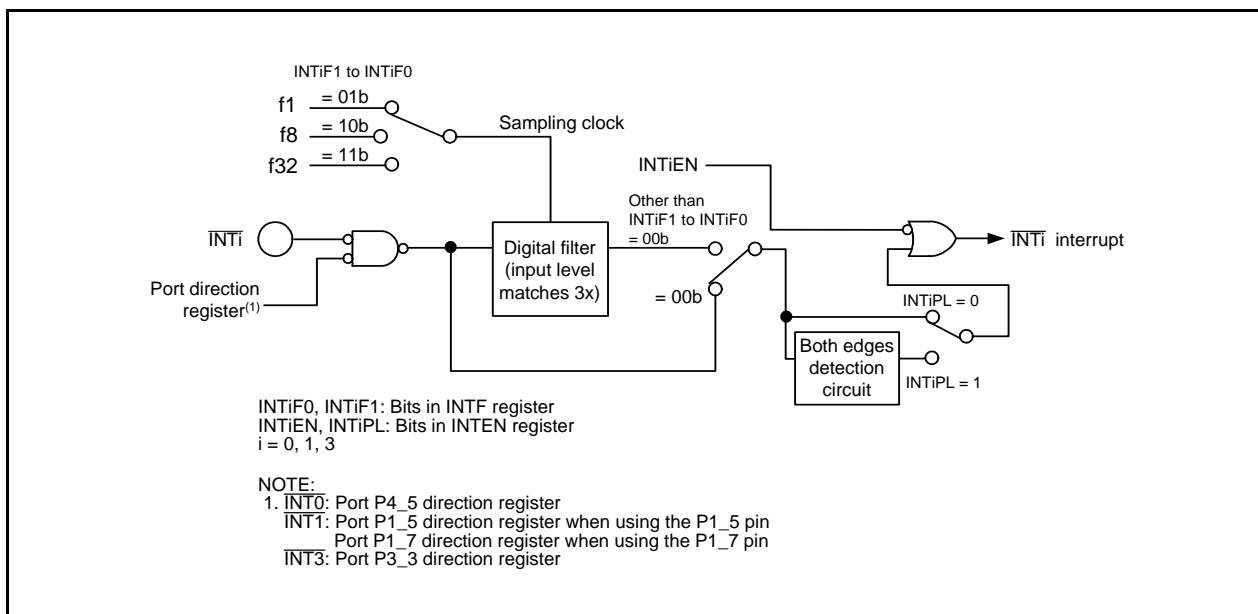 INTiF1 to INTiF0
f1
= 01b
f8
= 10b
f32
= 11b
Sampling clock
INTiEN
Other than
INTiF1 to INTiF0
= 00b
INTi
Digital filter
(input level
matches 3x)
INTi interrupt
Port direction
register(1)
= 00b
INTiPL = 0
Both edges
detection
circuit
INTiPL = 1
INTiF0, INTiF1: Bits in INTF register
INTiEN, INTiPL: Bits in INTEN register
i = 0, 1, 3
NOTE:
1. INT0: Port P4_5 direction register
INT1: Port P1_5 direction register when using the P1_5 pin
Port P1_7 direction register when using the P1_7 pin
INT3: Port P3_3 direction register